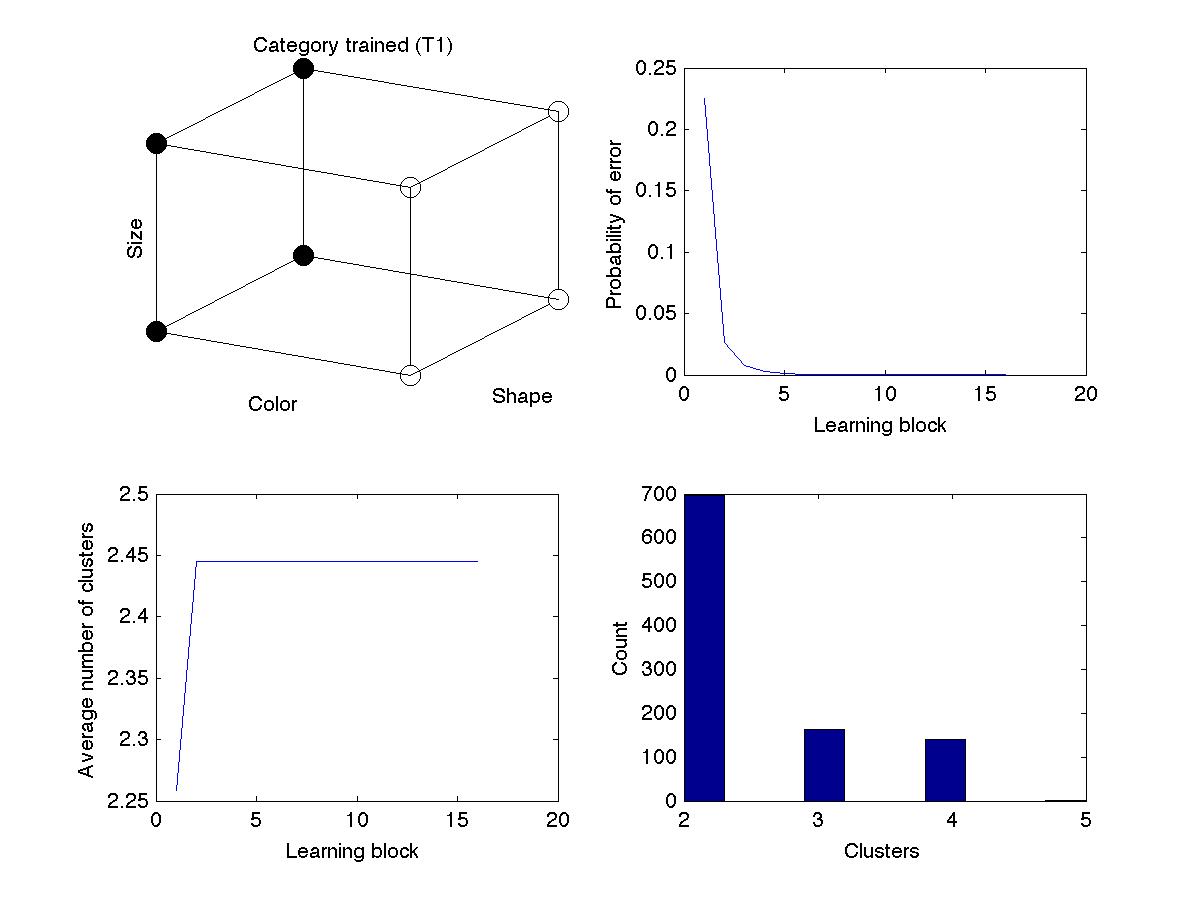 Category trained (T1)
Size
Color
Shape
0.25
0.2
0.15
0.1
0.05
0
Probability of error
0 5 10 15 20
Learning block
2.5
2.45
2.4
2.35
2.3
2.25
Average number of clusters
0 5 10 15 20
Learning block
700
600
500
400
300
200
100
0
Count
2 3 4 5
Clusters